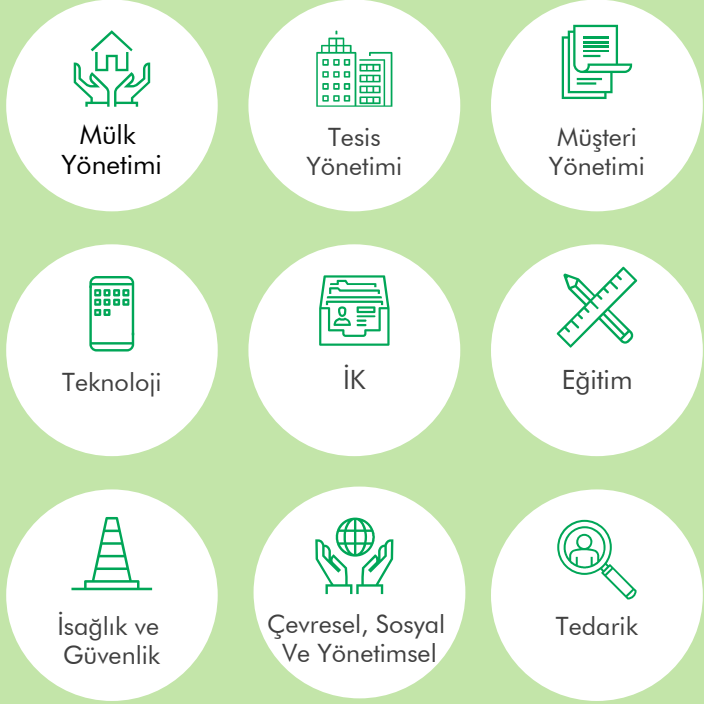 Mülk
Yönetimi
Tesis
Yönetimi
Müşteri
Yönetimi
Teknoloji
İK
Eğitim
İsağlık ve
Güvenlik
Çevresel, Sosyal
Ve Yönetimsel
Tedarik